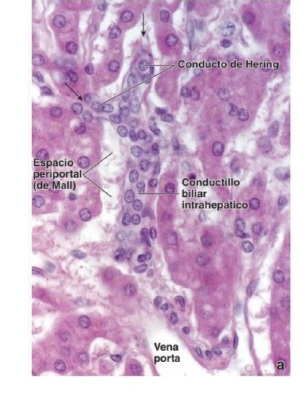 Conducto de Hering
Espacio
periportal
(de Mall)
Conductillo
biliar
intrahepático
Vena
porta
a